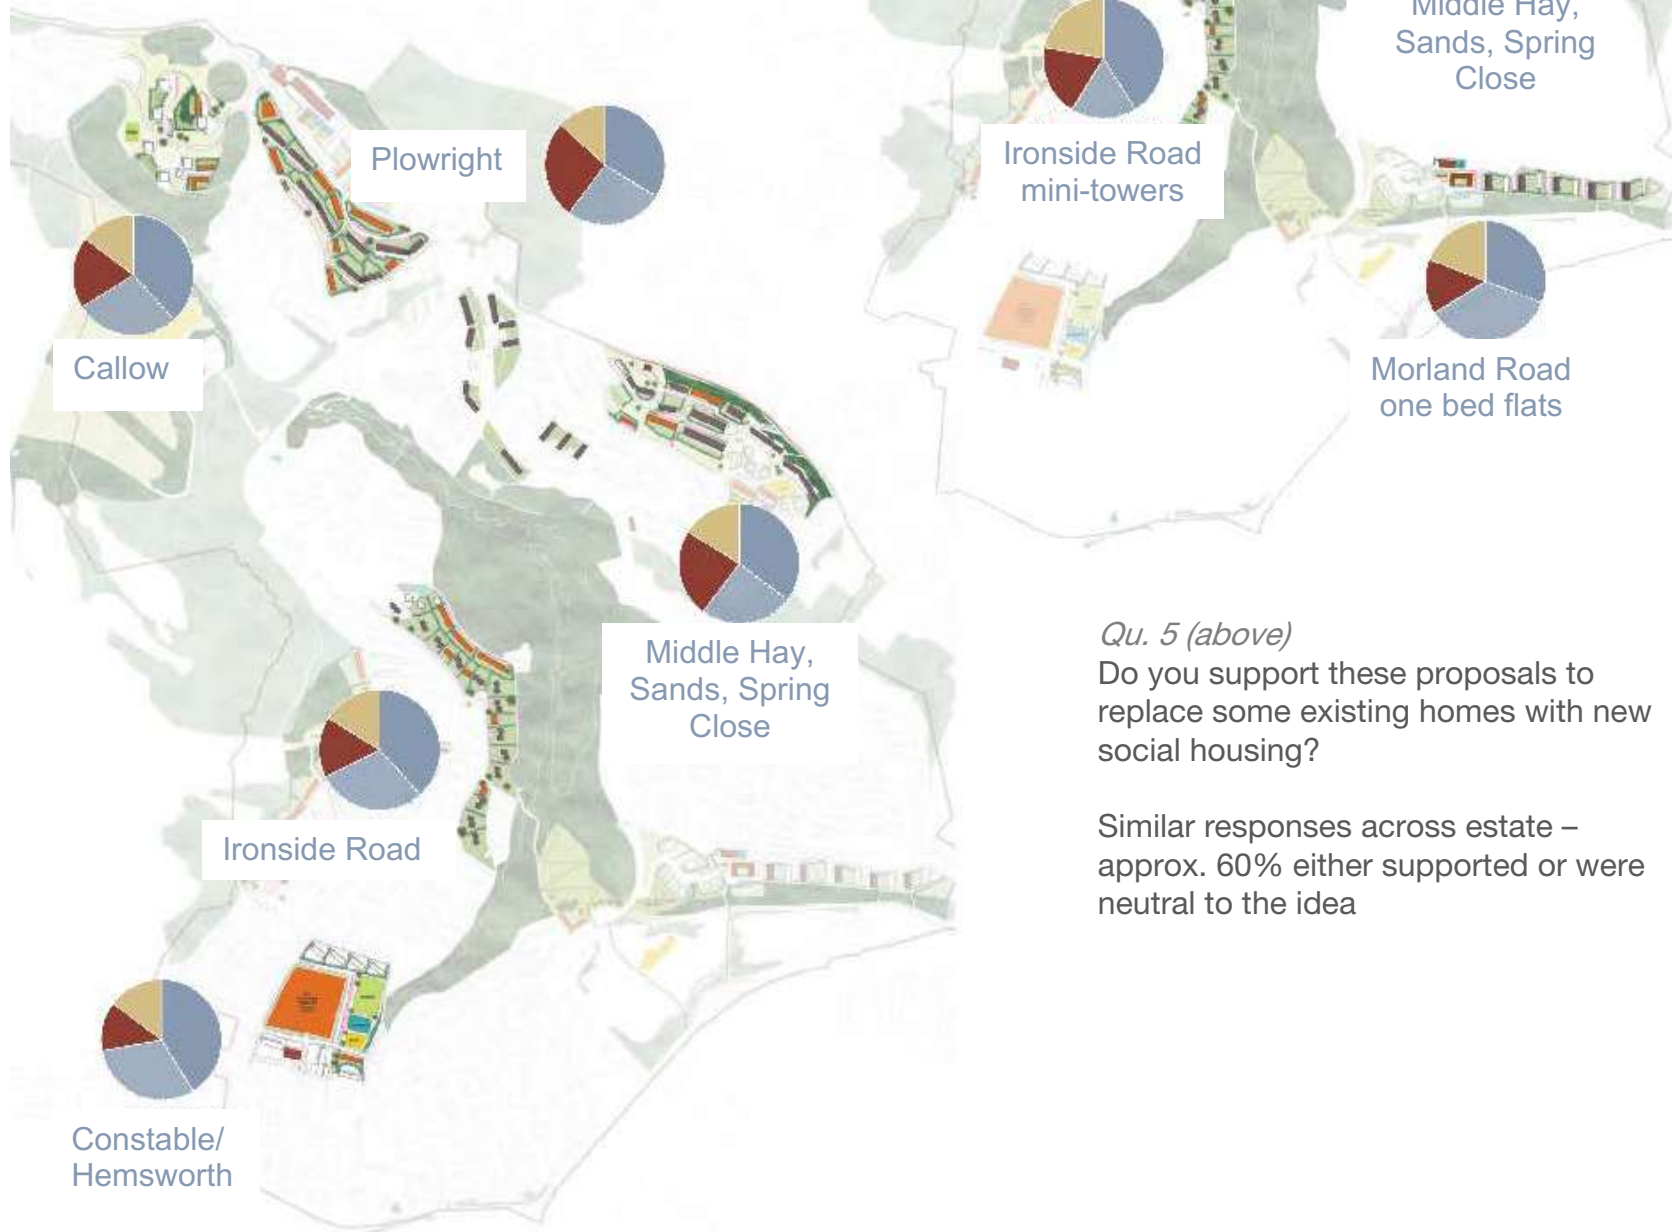 Plowright
Callow
Middle Hay,
Sands, Spring
Close
Ironside Road
Constable/
Hemsworth
Middle Hay,
Sands, Spring
Close
Ironside Road
mini-towers
Morland Road
one bed flats
Qu. 5 (above)
Do you support these proposals to
replace some existing homes with new
social housing?
Similar responses across estate –
approx. 60% either supported or were
neutral to the idea